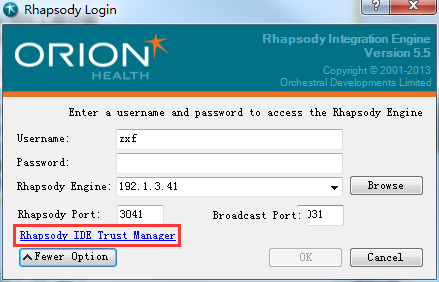 Rhapsody Login
?
ORION
HEALTH
Rhapsody Integration Engine
Version 5.5
Copyright © 2001-2013
Orchestral Developments Limited
Enter a username and password to access the Rhapsody Engine
Username:
zxf
Password:
Rhapsody Engine:
192.1.3.41
Browse
Rhapsody Port:
3041
Broadcast Port:
Rhapsody IDE Trust Manager
Fewer Option
OK
Cancel